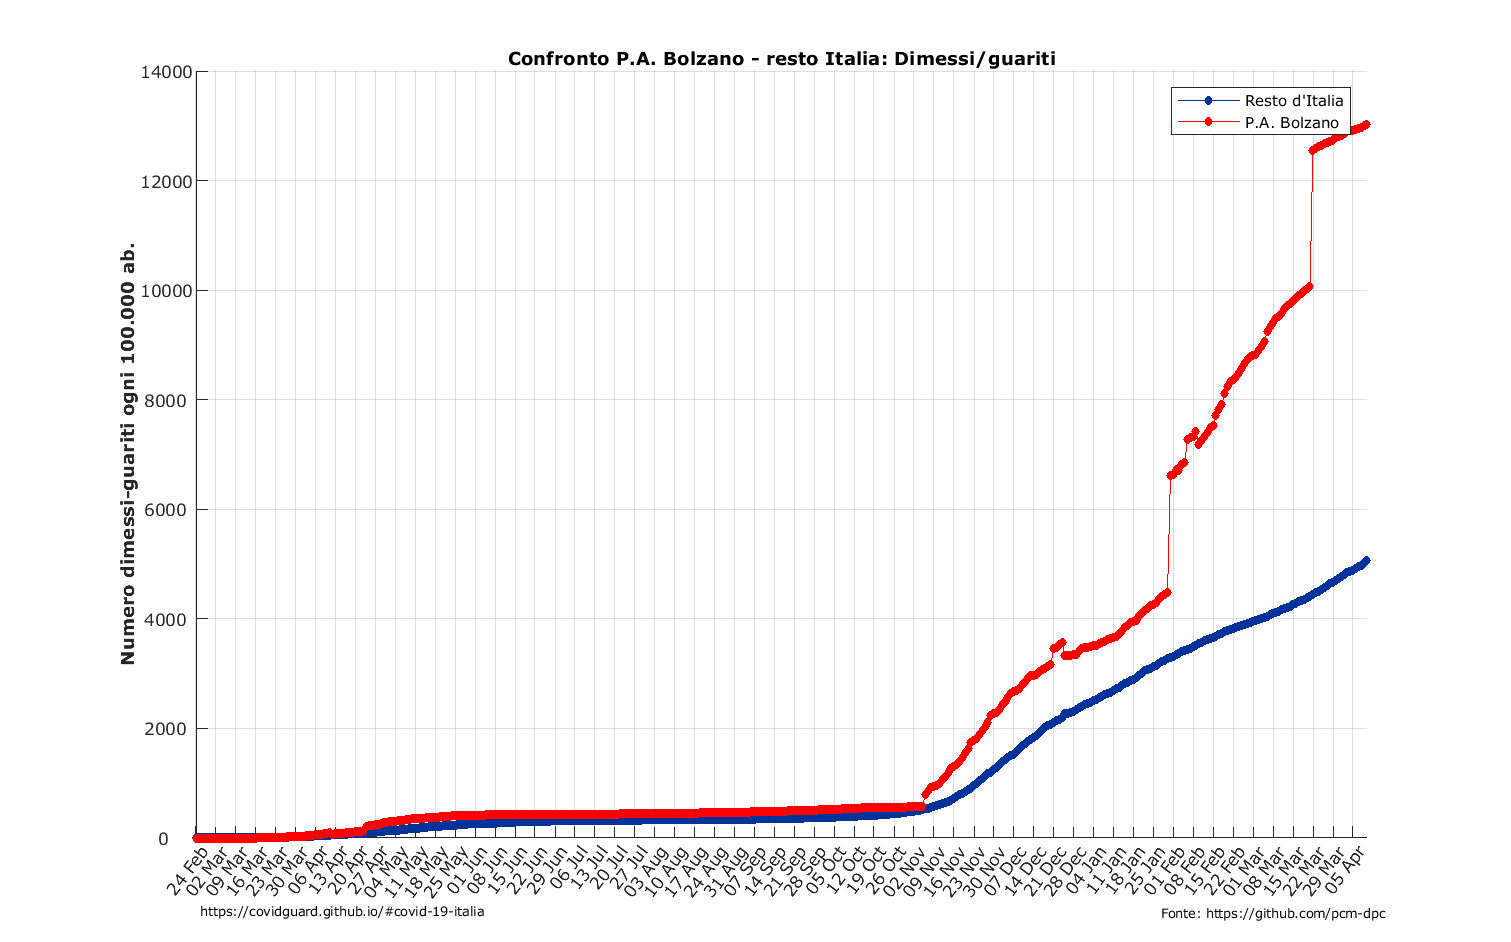 Confronto P.A. Bolzano - resto Italia: Dimessi/guariti
Numero dimessi-guariti ogni 100.000 ab.
14000
12000
10000
8000
6000
4000
2000
0
Resto d'Italia
P.A. Bolzano
24 Feb
02 Mar
09 Mar
16 Mar
23 Mar
30 Mar
06 Apr
13 Apr
20 Apr
27 Apr
04 May
11 May
18 May
25 May
01 Jun
08 Jun
15 Jun
22 Jun
29 Jun
06 Jul
13 Jul
20 Jul
27 Jul
03 Aug
10 Aug
17 Aug
24 Aug
31 Aug
07 Sep
14 Sep
21 Sep
28 Sep
05 Oct
12 Oct
19 Oct
26 Oct
02 Nov
09 Nov
16 Nov
23 Nov
30 Nov
07 Dec
14 Dec
21 Dec
28 Dec
04 Jan
11 Jan
18 Jan
25 Jan
01 Feb
08 Feb
15 Feb
22 Feb
01 Mar
08 Mar
15 Mar
22 Mar
29 Mar
05 Apr
https://covidguard.github.io/#covid-19-italia
Fonte: https://github.com/pcm-dpc